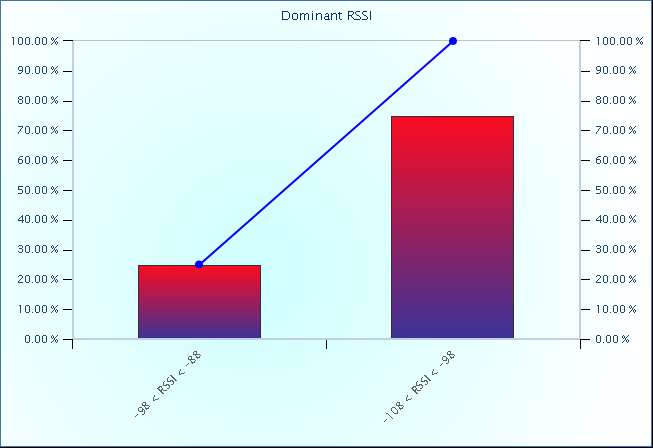 Dominant RSSI
100.00 % 100.00 %
90.00 % 90.00 %
80.00 % 80.00 %
70.00 % 70.00 %
60.00 % 60.00 %
50.00 % 50.00 %
40.00 % 40.00 %
30.00 % 30.00 %
20.00 % 20.00 %
10.00 % 10.00 %
0.00 % 0.00 %
-98 < RSSI < -88
-108 < RSSI < -98